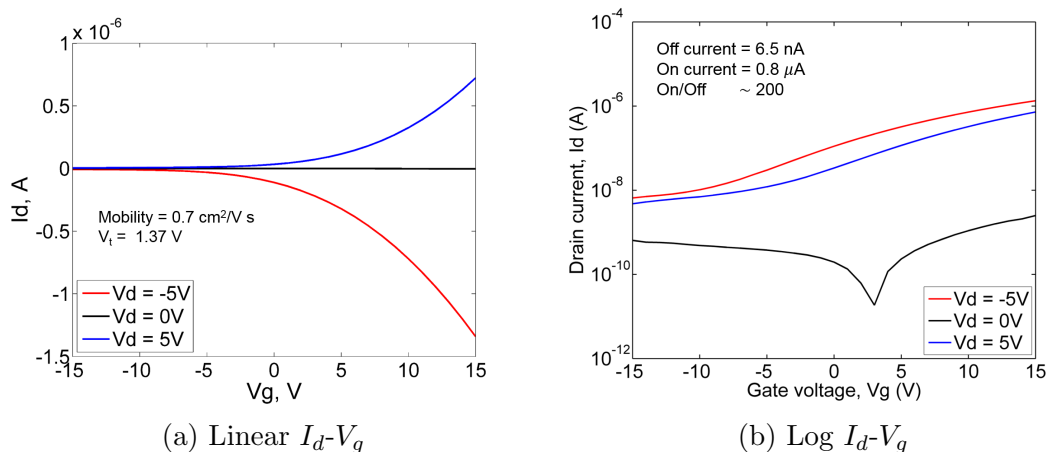 × 10⁻⁶
1
0.5
0
-0.5
-1
-1.5
Id, A
Mobility = 0.7 cm²/V s
Vₜ = 1.37 V
Vd = -5V
Vd = 0V
Vd = 5V
-15 -10 -5 0 5 10 15
Vg, V
(a) Linear I_d-V_g
10⁻⁴
10⁻⁶
10⁻⁸
10⁻¹⁰
10⁻¹²
Drain current, Id (A)
Off current = 6.5 nA
On current = 0.8 μA
On/Off ~ 200
Vd = -5V
Vd = 0V
Vd = 5V
-15 -10 -5 0 5 10 15
Gate voltage, Vg (V)
(b) Log I_d-V_g